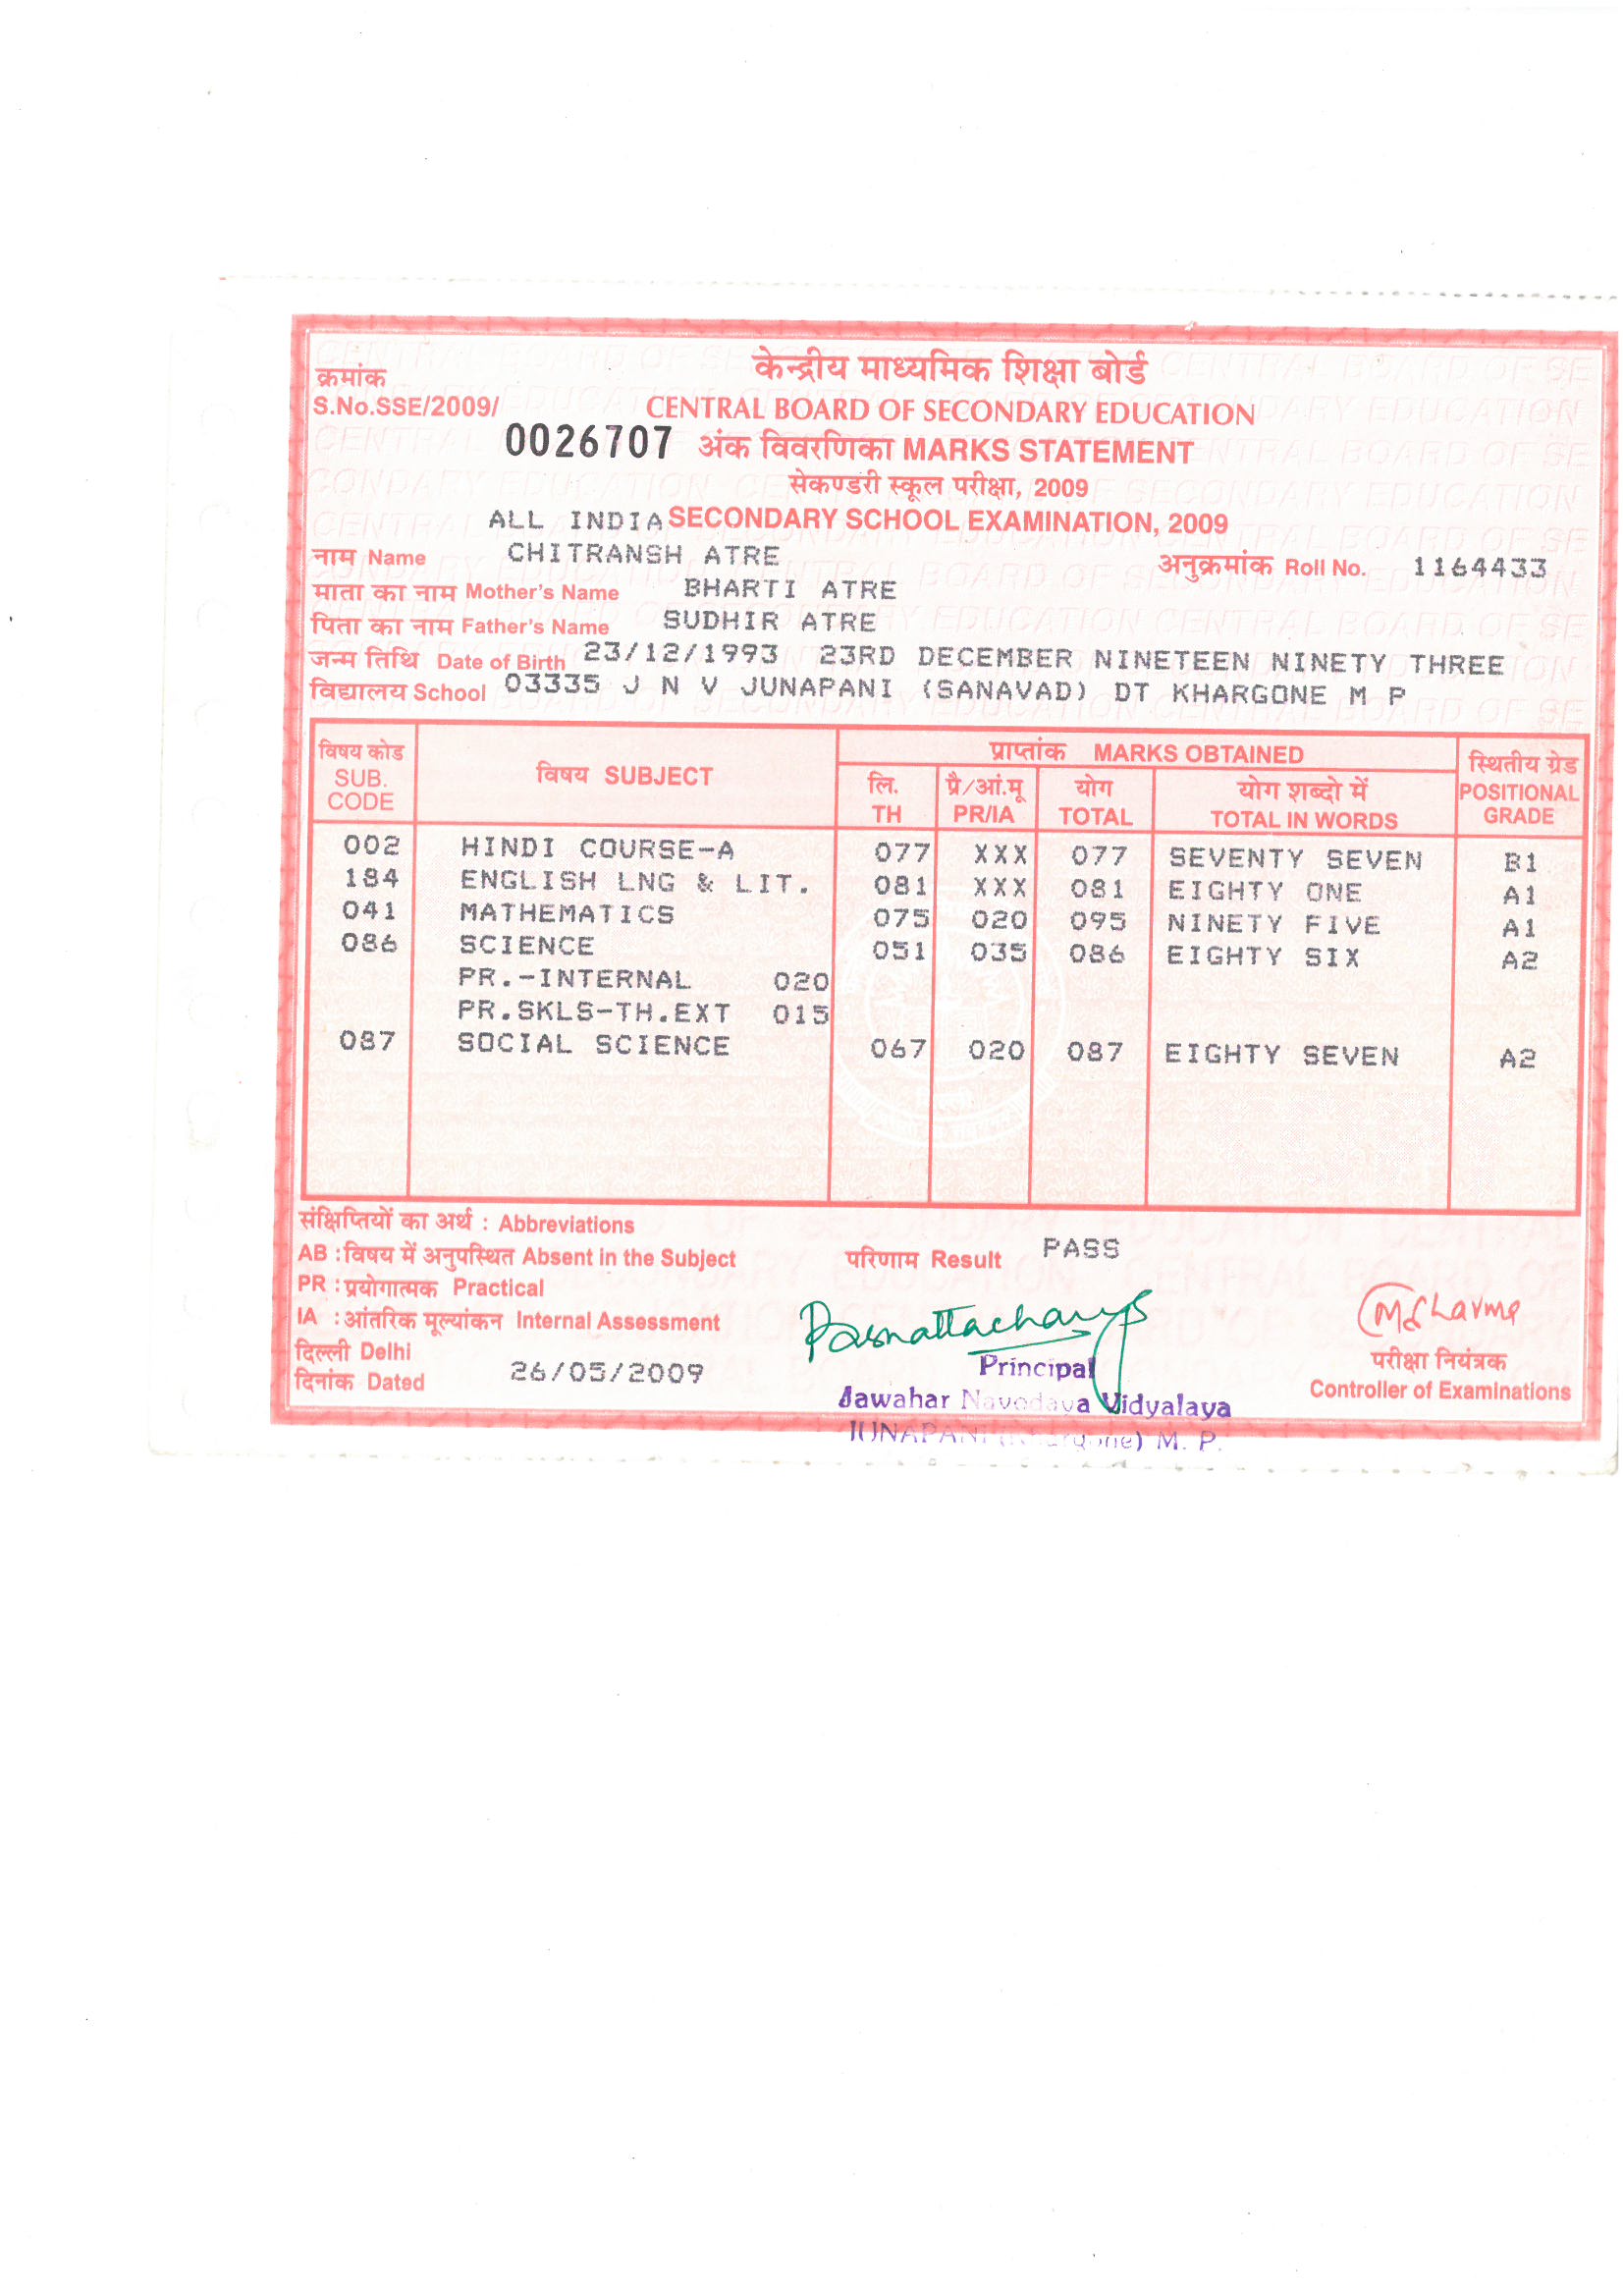 केन्द्रीय माध्यमिक शिक्षा बोर्ड
क्रमांक
S.No.SSE/2009/ CENTRAL BOARD OF SECONDARY EDUCATION
0026707 अंक विवरणिका MARKS STATEMENT
सेकण्डरी स्कूल परीक्षा, 2009
ALL INDIA SECONDARY SCHOOL EXAMINATION, 2009
नाम Name CHITRANSH ATRE अनुक्रमांक Roll No. 1164433
माता का नाम Mother's Name BHARTI ATRE
पिता का नाम Father's Name SUDHIR ATRE
जन्म तिथि Date of Birth 23/12/1993 23RD DECEMBER NINETEEN NINETY THREE
विद्यालय School 03335 J N V JUNAPANI (SANAVAD) DT KHARGONE M P
विषय कोड SUB. CODE विषय SUBJECT प्राप्तांक MARKS OBTAINED स्थितीय ग्रेड POSITIONAL GRADE
लि. TH प्रै/आं.मू PR/IA योग TOTAL योग शब्दो में TOTAL IN WORDS
002 HINDI COURSE-A 077 XXX 077 SEVENTY SEVEN B1
184 ENGLISH LNG & LIT. 081 XXX 081 EIGHTY ONE A1
041 MATHEMATICS 075 020 095 NINETY FIVE A1
086 SCIENCE 051 035 086 EIGHTY SIX A2
PR.-INTERNAL 020
PR.SKLS-TH.EXT 015
087 SOCIAL SCIENCE 067 020 087 EIGHTY SEVEN A2
संक्षिप्तियों का अर्थ : Abbreviations
AB : विषय में अनुपस्थित Absent in the Subject परिणाम Result PASS
PR : प्रयोगात्मक Practical
IA : आंतरिक मूल्यांकन Internal Assessment
दिल्ली Delhi
दिनांक Dated 26/05/2009
Principal
Jawahar Navodaya Vidyalaya
M. P.
परीक्षा नियंत्रक
Controller of Examinations